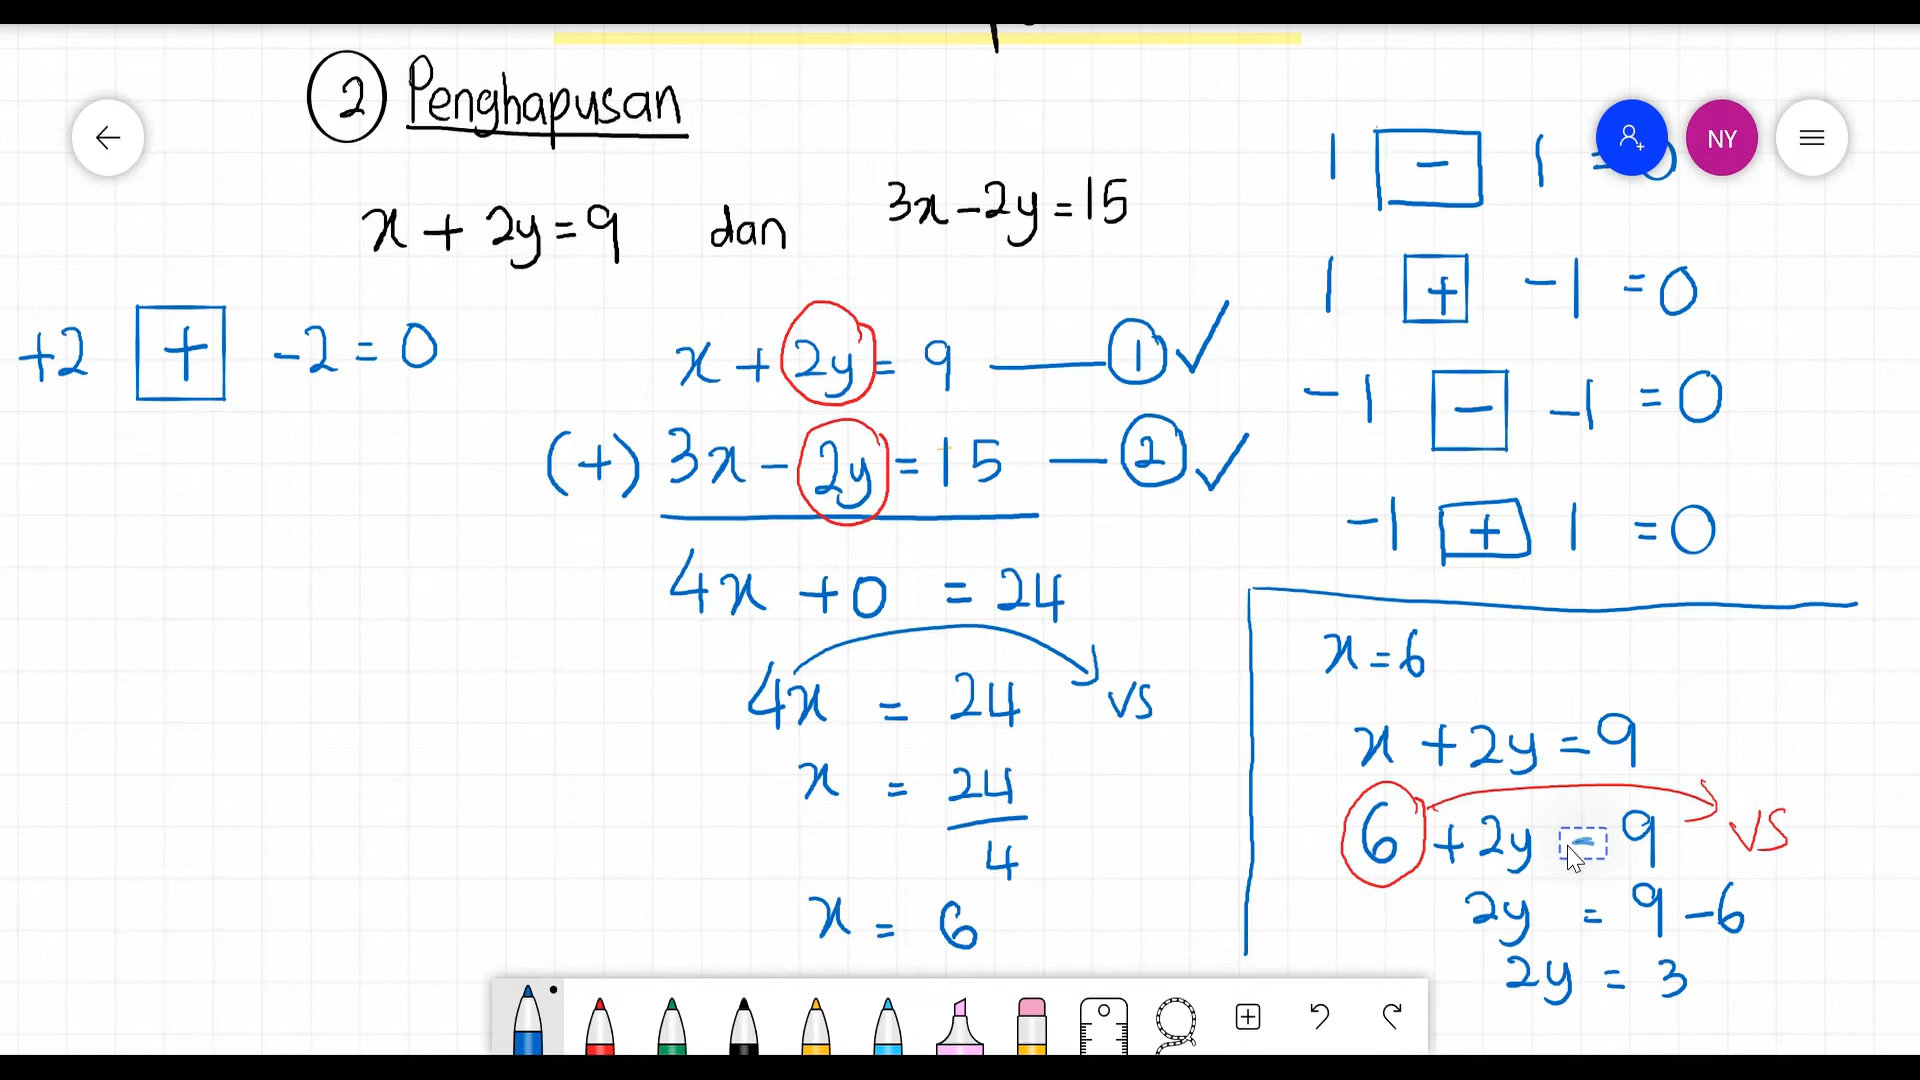 ② Penghapusan
x + 2y = 9 dan 3x - 2y = 15
+2 + -2 = 0
x + 2y = 9 — ①✓
(+) 3x - 2y = 15 — ②✓
4x + 0 = 24
4x = 24 vs
x = 24/4
x = 6
1 - 1 = 0
1 + -1 = 0
-1 - -1 = 0
-1 + 1 = 0
x = 6
x + 2y = 9
6 + 2y - 9 vs
2y = 9 - 6
2y = 3
NY